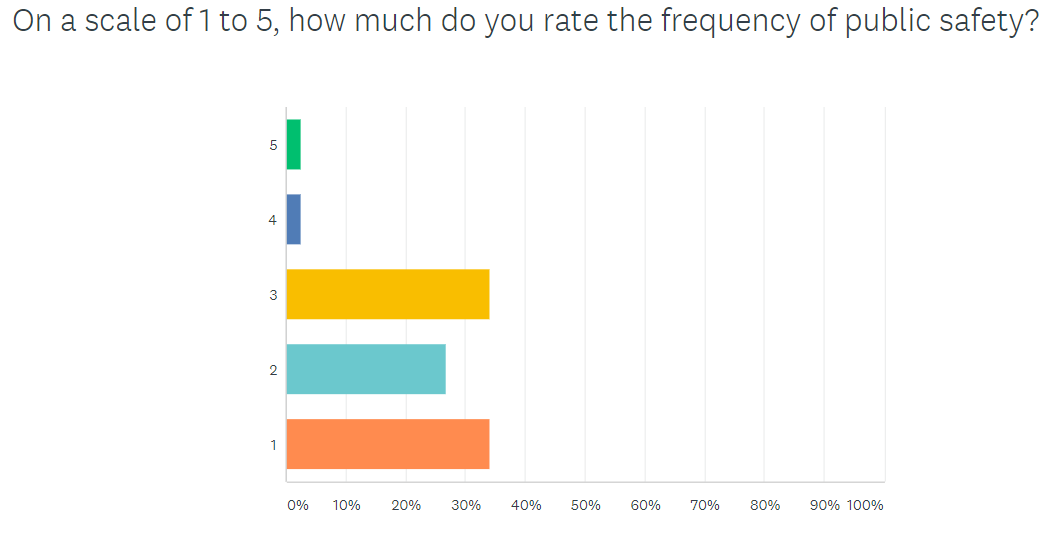 On a scale of 1 to 5, how much do you rate the frequency of public safety?
5
4
3
2
1
0% 10% 20% 30% 40% 50% 60% 70% 80% 90% 100%